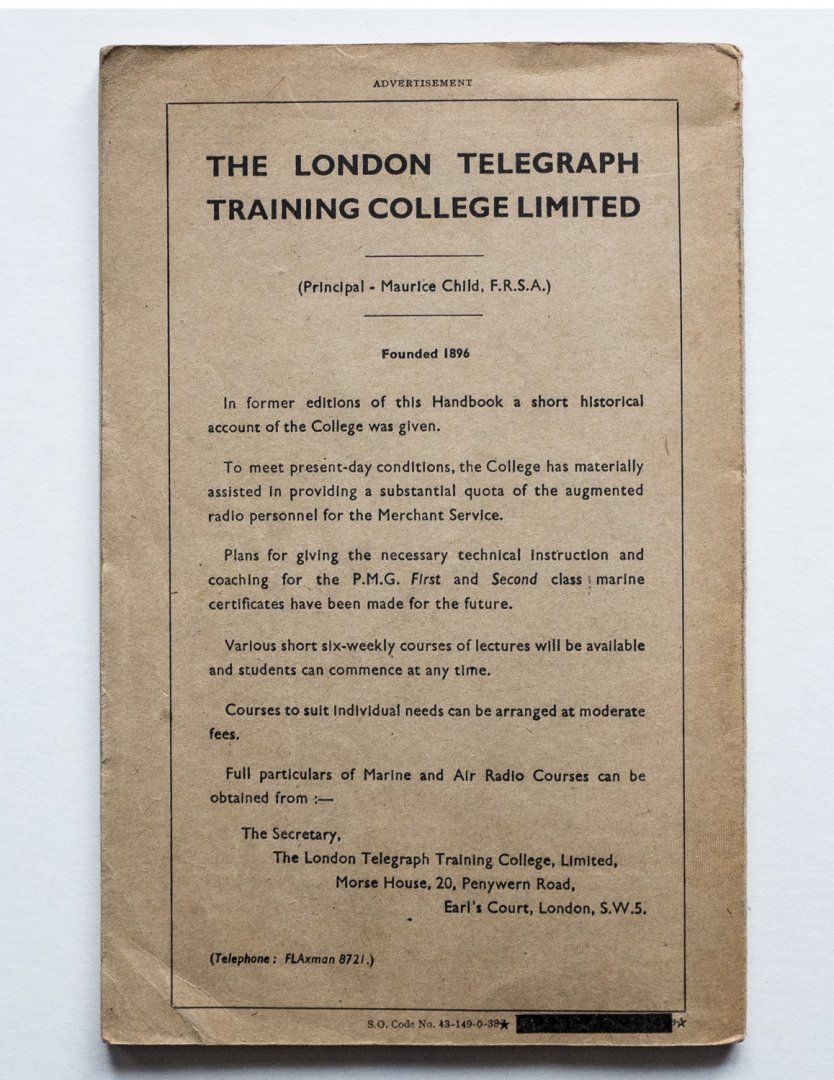 ADVERTISEMENT
THE LONDON TELEGRAPH
TRAINING COLLEGE LIMITED
(Principal - Maurice Child, F.R.S.A.)
Founded 1896
In former editions of this Handbook a short historical
account of the College was given.
To meet present-day conditions, the College has materially
assisted in providing a substantial quota of the augmented
radio personnel for the Merchant Service.
Plans for giving the necessary technical instruction and
coaching for the P.M.G. First and Second class marine
certificates have been made for the future.
Various short six-weekly courses of lectures will be available
and students can commence at any time.
Courses to suit individual needs can be arranged at moderate
fees.
Full particulars of Marine and Air Radio Courses can be
obtained from :—
The Secretary,
The London Telegraph Training College, Limited,
Morse House, 20, Penywern Road,
Earl's Court, London, S.W.5.
(Telephone : FLAxman 8721.)
S.O. Code No. 43-149-0-38★